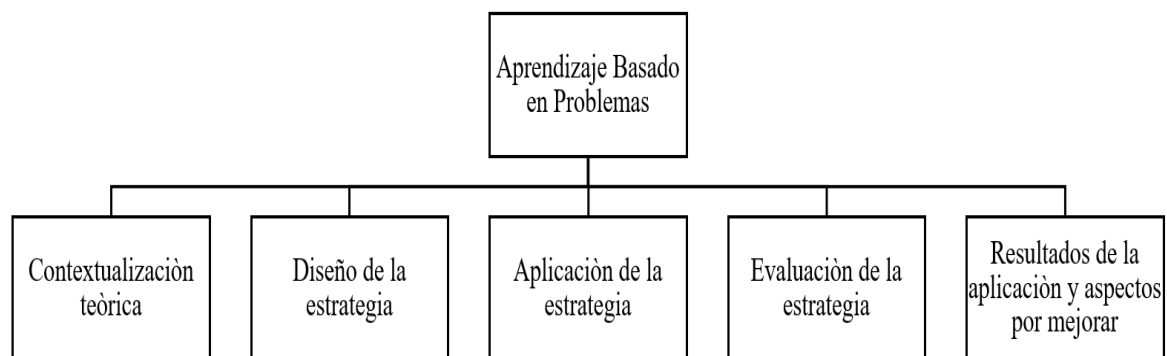 Aprendizaje Basado
en Problemas
Contextualizaciòn
teòrica
Diseño de la
estrategia
Aplicaciòn de la
estrategia
Evaluaciòn de la
estrategia
Resultados de la
aplicaciòn y aspectos
por mejorar